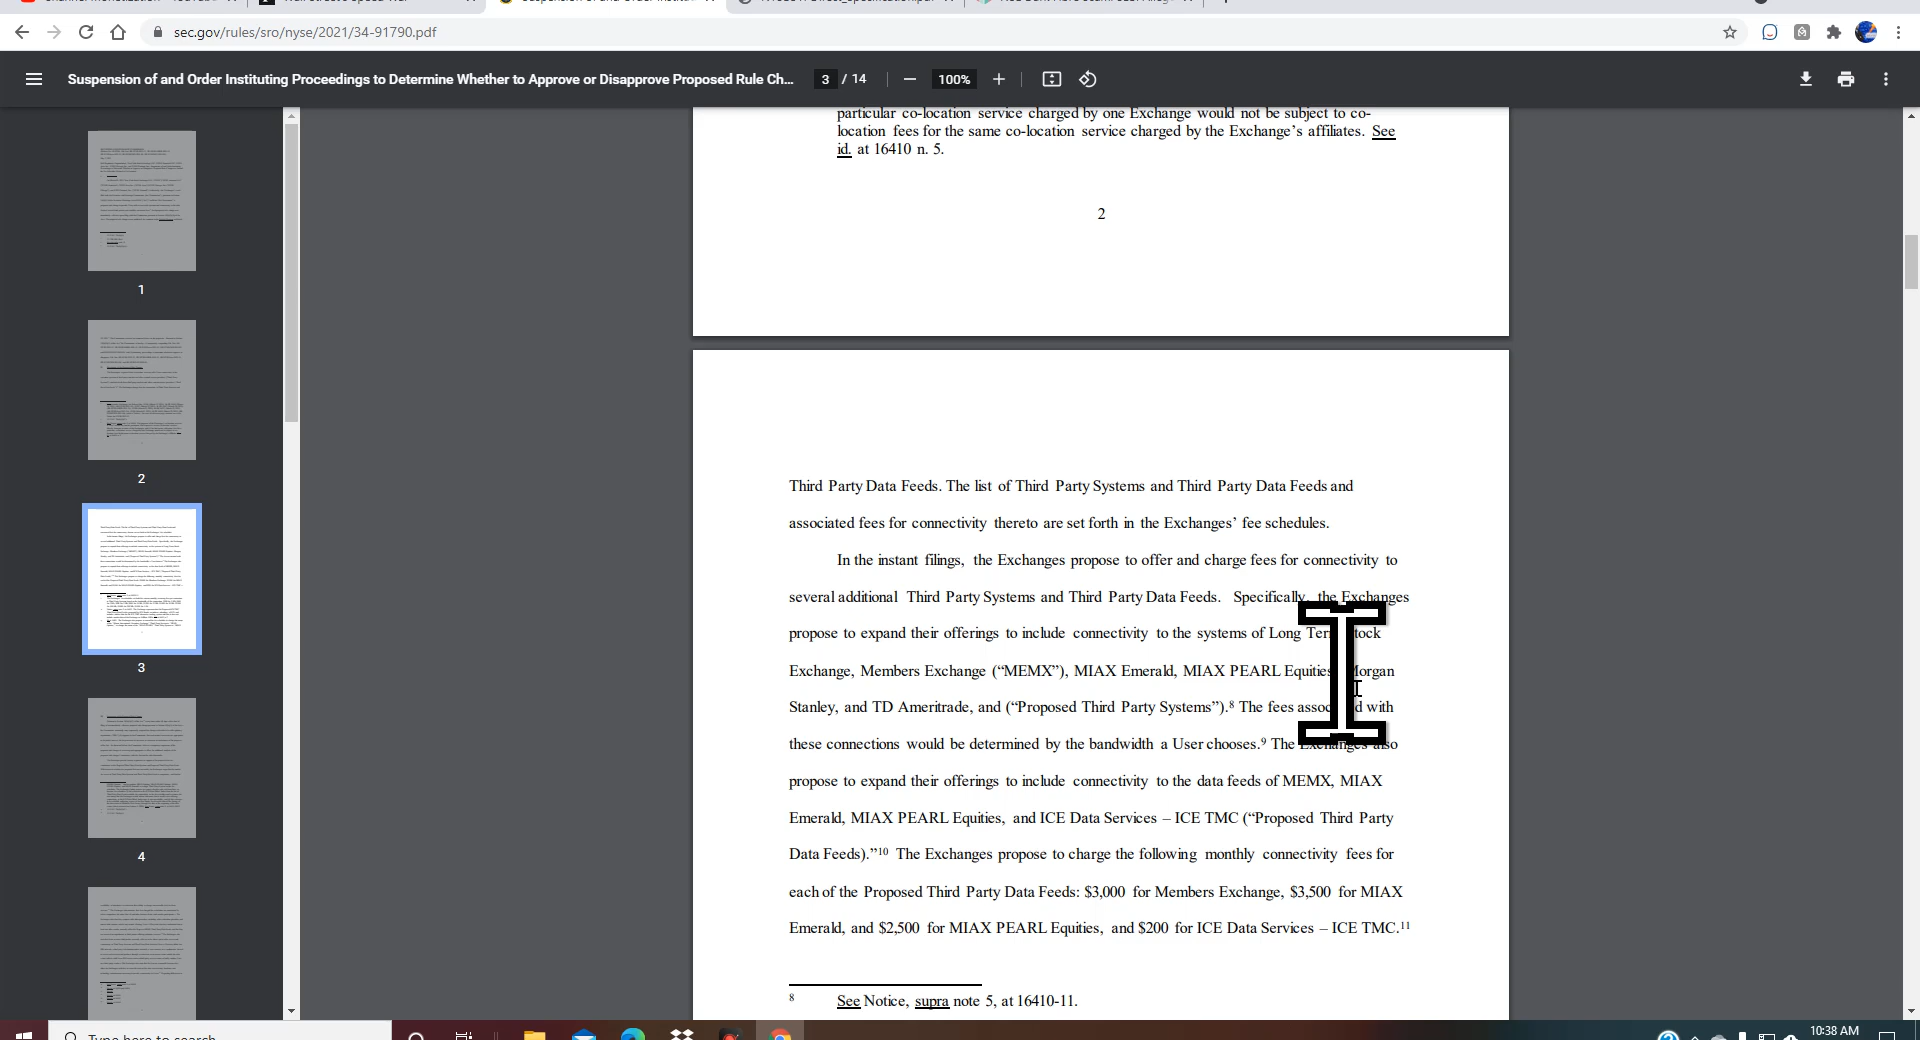 sec.gov/rules/sro/nyse/2021/34-91790.pdf
Suspension of and Order Instituting Proceedings to Determine Whether to Approve or Disapprove Proposed Rule Ch...
3 / 14
100%
particular co-location service charged by one Exchange would not be subject to co-
location fees for the same co-location service charged by the Exchange's affiliates. See
id. at 16410 n. 5.
2
Third Party Data Feeds. The list of Third Party Systems and Third Party Data Feeds and
associated fees for connectivity thereto are set forth in the Exchanges' fee schedules.
In the instant filings, the Exchanges propose to offer and charge fees for connectivity to
several additional Third Party Systems and Third Party Data Feeds. Specifically, the Exchanges
propose to expand their offerings to include connectivity to the systems of Long Term Stock
Exchange, Members Exchange (“MEMX”), MIAX Emerald, MIAX PEARL Equities, Morgan
Stanley, and TD Ameritrade, and (“Proposed Third Party Systems”).8 The fees associated with
these connections would be determined by the bandwidth a User chooses.9 The Exchanges also
propose to expand their offerings to include connectivity to the data feeds of MEMX, MIAX
Emerald, MIAX PEARL Equities, and ICE Data Services – ICE TMC (“Proposed Third Party
Data Feeds).”10 The Exchanges propose to charge the following monthly connectivity fees for
each of the Proposed Third Party Data Feeds: $3,000 for Members Exchange, $3,500 for MIAX
Emerald, and $2,500 for MIAX PEARL Equities, and $200 for ICE Data Services – ICE TMC.11
8 See Notice, supra note 5, at 16410-11.
1
2
3
4
Type here to search
10:38 AM